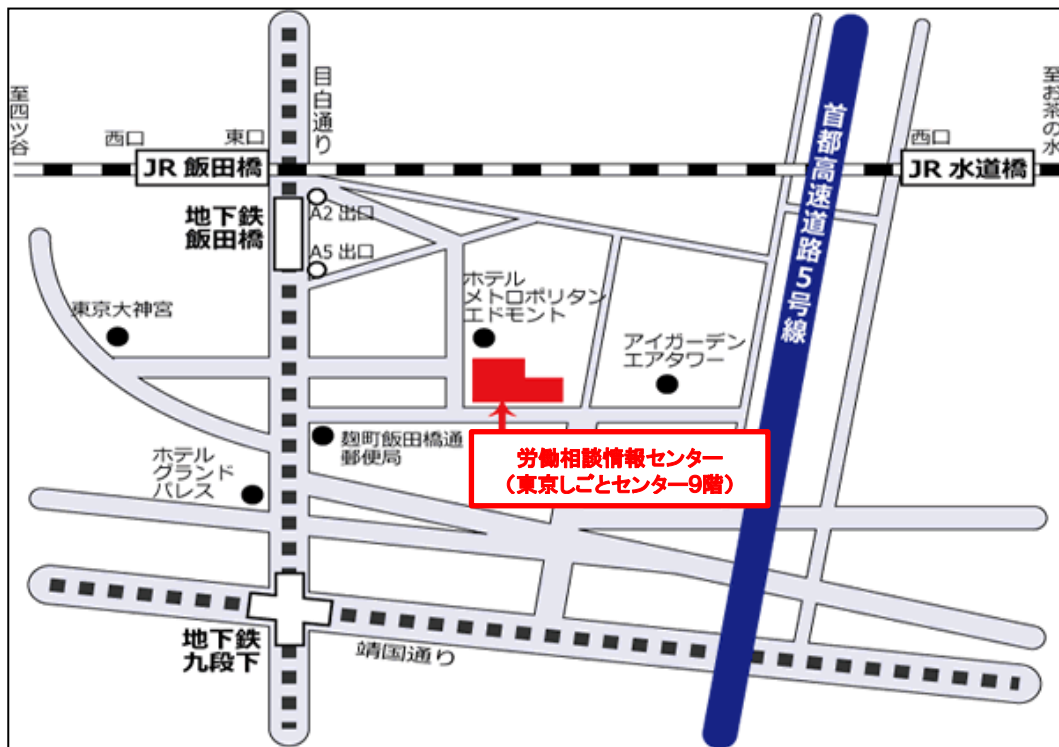 至四ツ谷
西口
東口
目白通り
JR 飯田橋
地下鉄
飯田橋
A2 出口
A5 出口
首都高速道路5号線
西口
至お茶の水
JR 水道橋
東京大神宮
ホテル
メトロポリタン
エドモント
アイガーデン
エアタワー
麹町飯田橋通
郵便局
労働相談情報センター
（東京しごとセンター9階）
ホテル
グランド
パレス
地下鉄
九段下
靖国通り